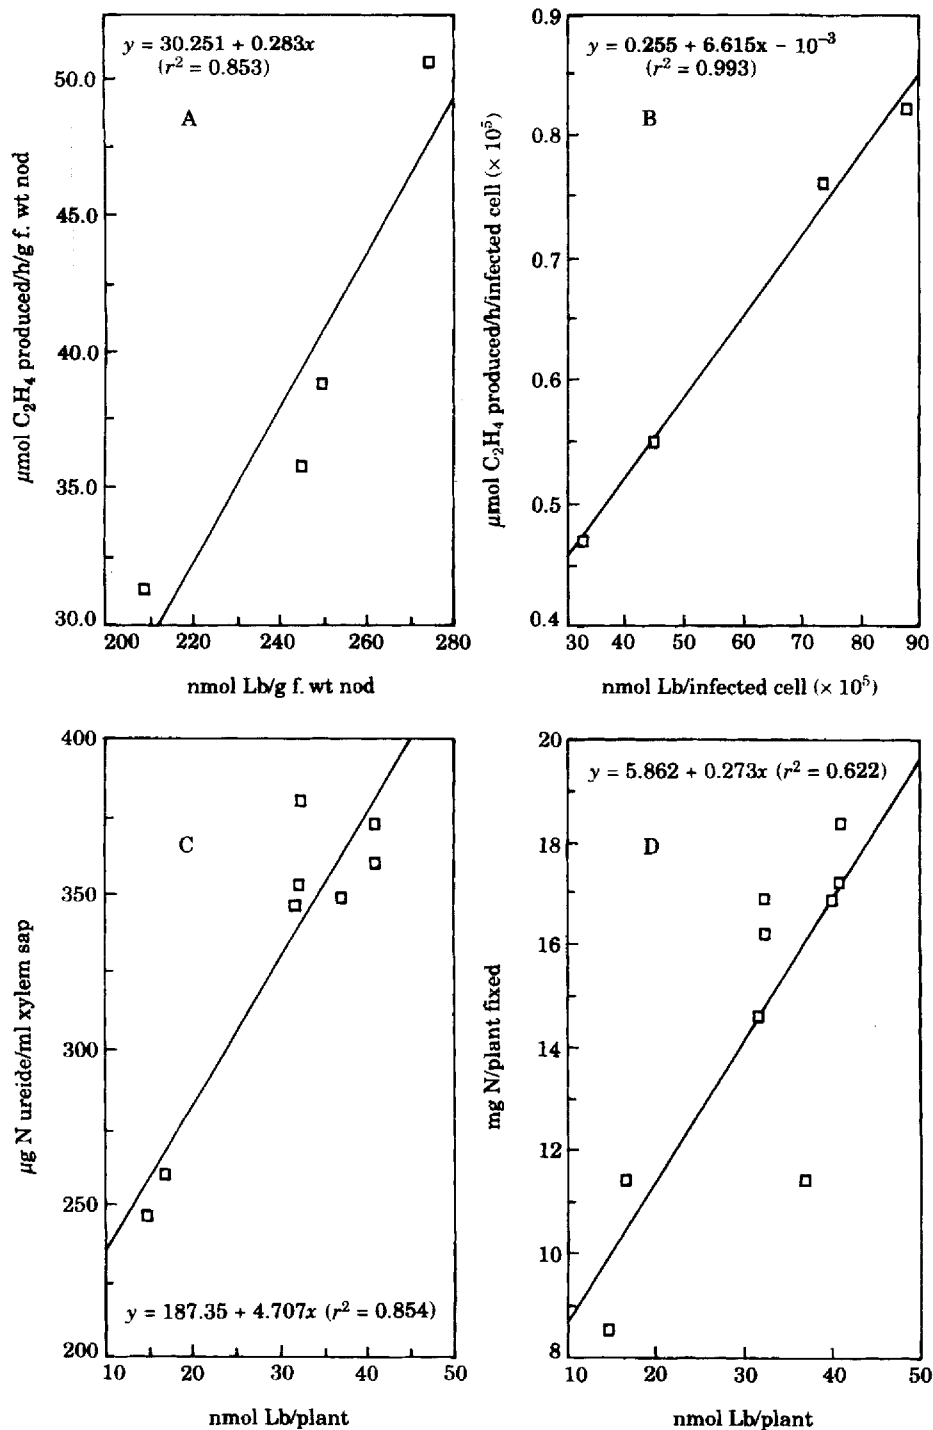 y = 30.251 + 0.283x
(r² = 0.853)
A
50.0
45.0
40.0
35.0
30.0
200 220 240 260 280
nmol Lb/g f. wt nod
μmol C₂H₄ produced/h/g f. wt nod
y = 0.255 + 6.615x − 10⁻³
(r² = 0.993)
B
0.9
0.8
0.7
0.6
0.5
0.4
30 40 50 60 70 80 90
nmol Lb/infected cell (× 10⁵)
μmol C₂H₄ produced/h/infected cell (× 10⁵)
C
400
350
300
250
200
y = 187.35 + 4.707x (r² = 0.854)
10 20 30 40 50
nmol Lb/plant
μg N ureide/ml xylem sap
y = 5.862 + 0.273x (r² = 0.622)
D
20
18
16
14
12
10
8
10 20 30 40 50
nmol Lb/plant
mg N/plant fixed